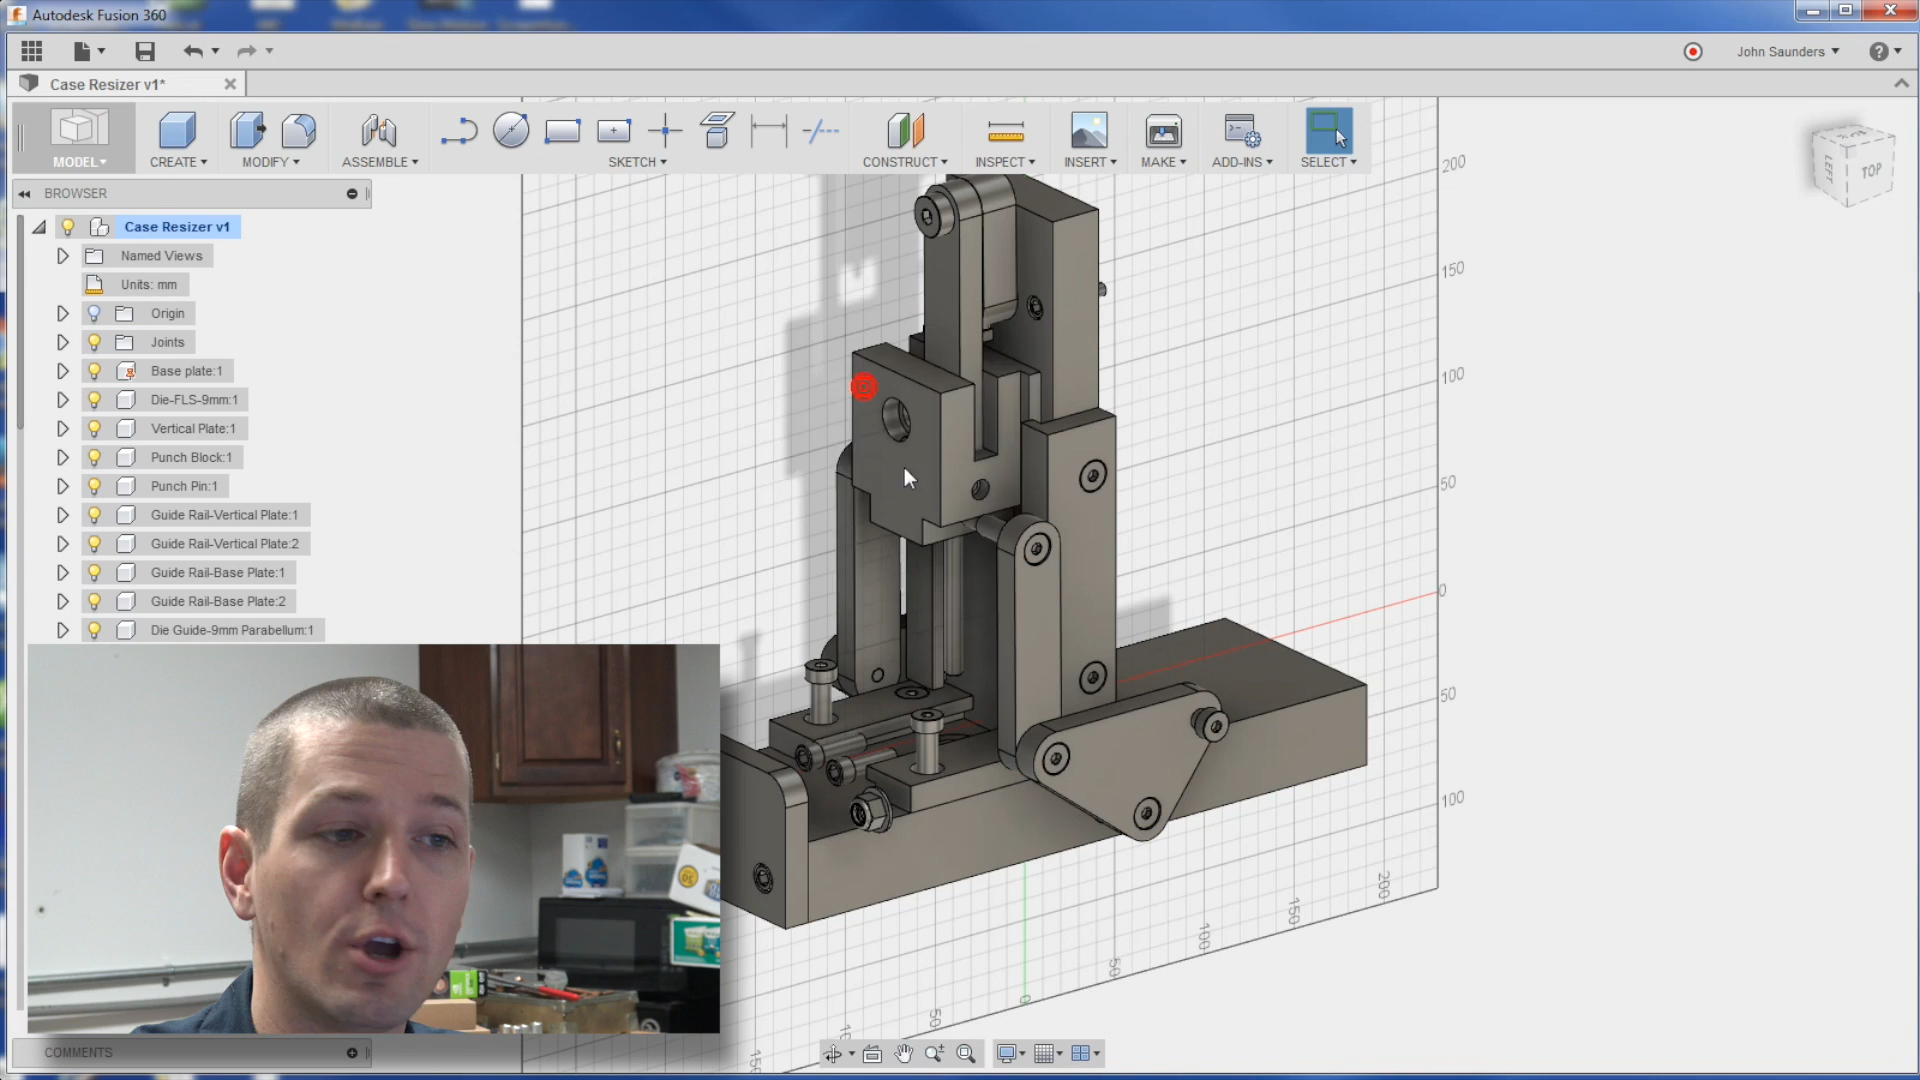 Autodesk Fusion 360
John Saunders
Case Resizer v1*
MODEL
CREATE
MODIFY
ASSEMBLE
SKETCH
CONSTRUCT
INSPECT
INSERT
MAKE
ADD-INS
SELECT
BROWSER
Case Resizer v1
Named Views
Units: mm
Origin
Joints
Base plate:1
Die-FLS-9mm:1
Vertical Plate:1
Punch Block:1
Punch Pin:1
Guide Rail-Vertical Plate:1
Guide Rail-Vertical Plate:2
Guide Rail-Base Plate:1
Guide Rail-Base Plate:2
Die Guide-9mm Parabellum:1
COMMENTS
LEFT
TOP
200
150
100
50
0
50
100
200
150
100
50
0
50
150